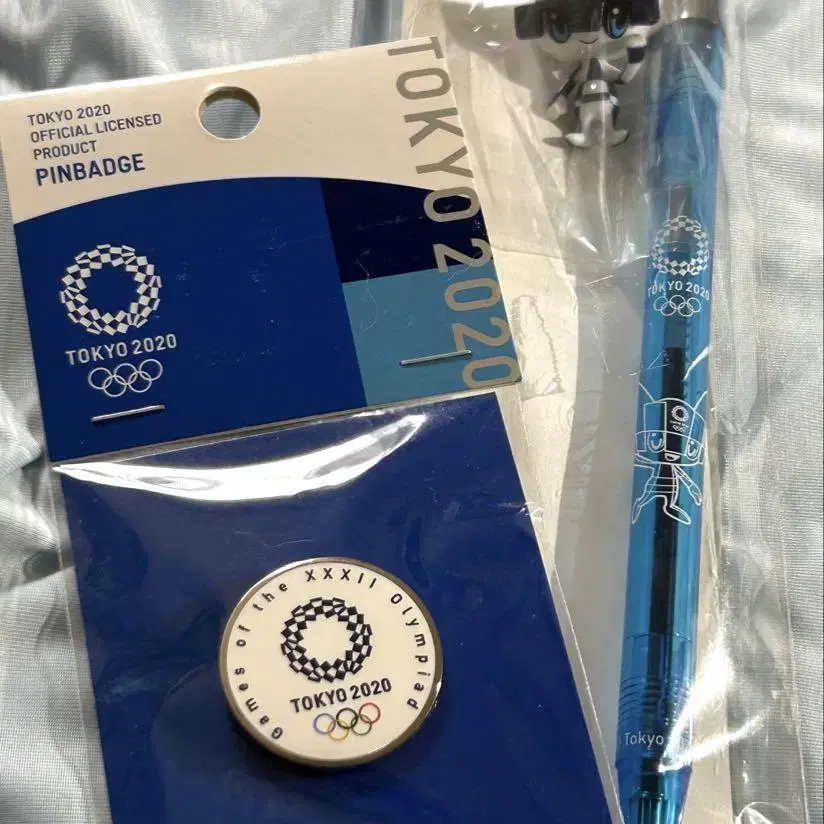 TOKYO 2020
OFFICIAL LICENSED
PRODUCT
PINBADGE
TOKYO 2020
TOKYO 2020
Games of the XXXII Olympiad
TOKYO 2020
TOKYO 2020
Tokyo